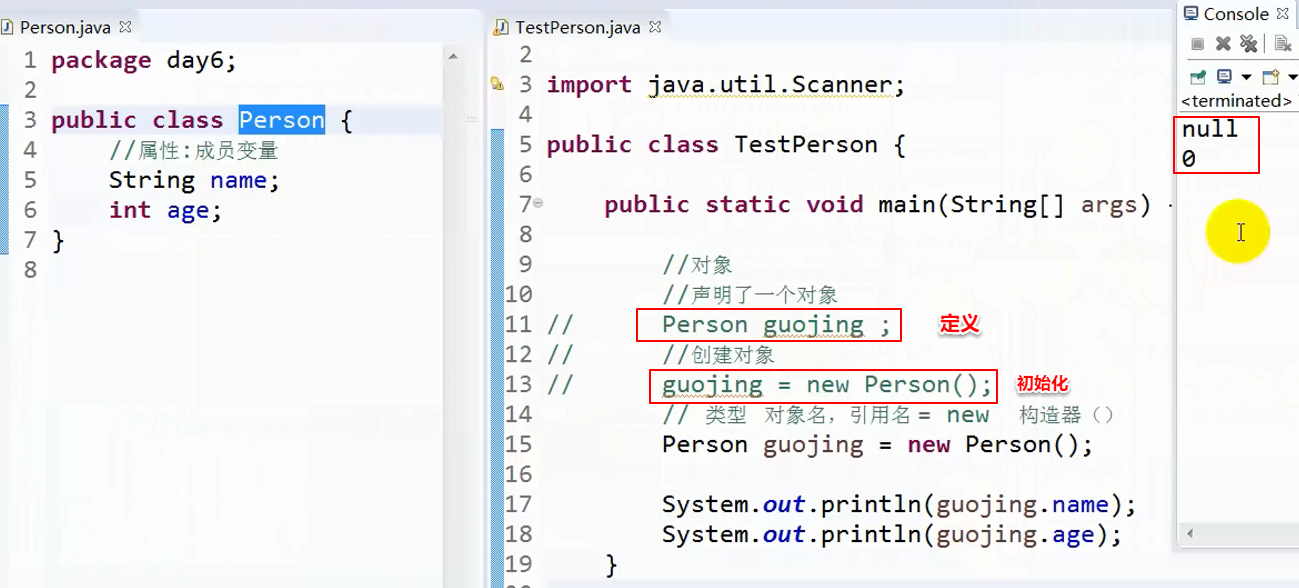 Person.java
1 package day6;
2
3 public class Person {
4 //属性:成员变量
5 String name;
6 int age;
7 }
8
TestPerson.java
2
3 import java.util.Scanner;
4
5 public class TestPerson {
6
7 public static void main(String[] args)
8
9 //对象
10 //声明了一个对象
11 // Person guojing ; 定义
12 // //创建对象
13 // guojing = new Person(); 初始化
14 // 类型 对象名，引用名 = new 构造器（）
15 Person guojing = new Person();
16
17 System.out.println(guojing.name);
18 System.out.println(guojing.age);
19 }
Console
<terminated>
null
0